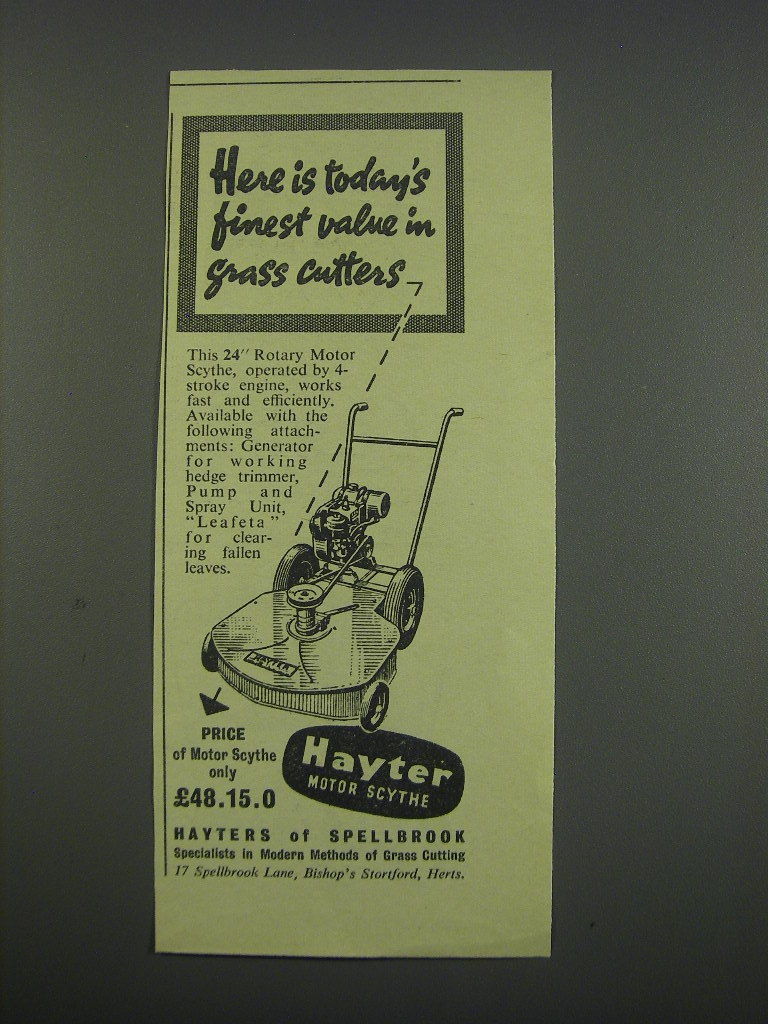 Here is today's
finest value in
grass cutters
This 24" Rotary Motor
Scythe, operated by 4-
stroke engine, works
fast and efficiently.
Available with the
following attach-
ments: Generator
for working
hedge trimmer,
Pump and
Spray Unit,
"Leafeta"
for clear-
ing fallen
leaves.
HAYTER
PRICE
of Motor Scythe
only
£48.15.0
Hayter
MOTOR SCYTHE
HAYTERS of SPELLBROOK
Specialists in Modern Methods of Grass Cutting
17 Spellbrook Lane, Bishop's Stortford, Herts.